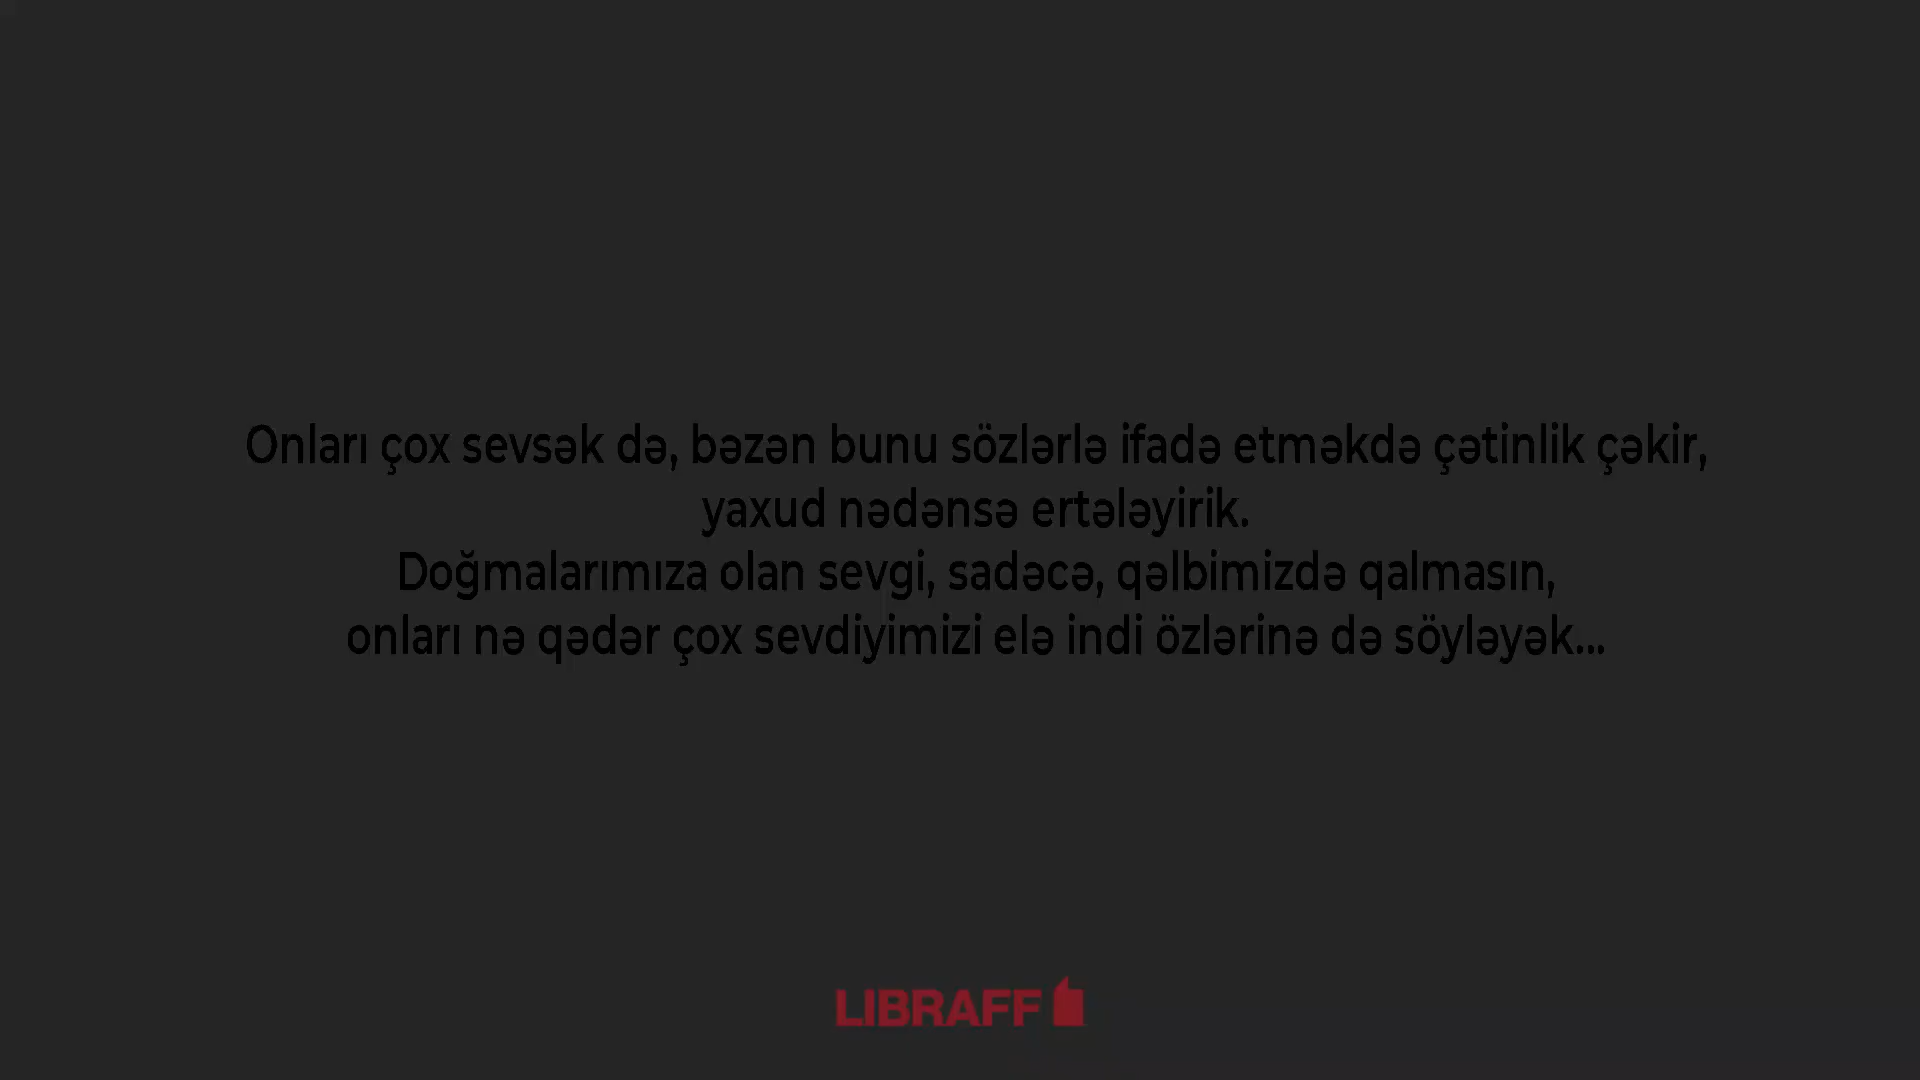 Onları çox sevsək də, bəzən bunu sözlərlə ifadə etməkdə çətinlik çəkir,
yaxud nədənsə ertələyirik.
Doğmalarımıza olan sevgi, sadəcə, qəlbimizdə qalmasın,
onları nə qədər çox sevdiyimizi elə indi özlərinə də söyləyək...
LIBRAFF